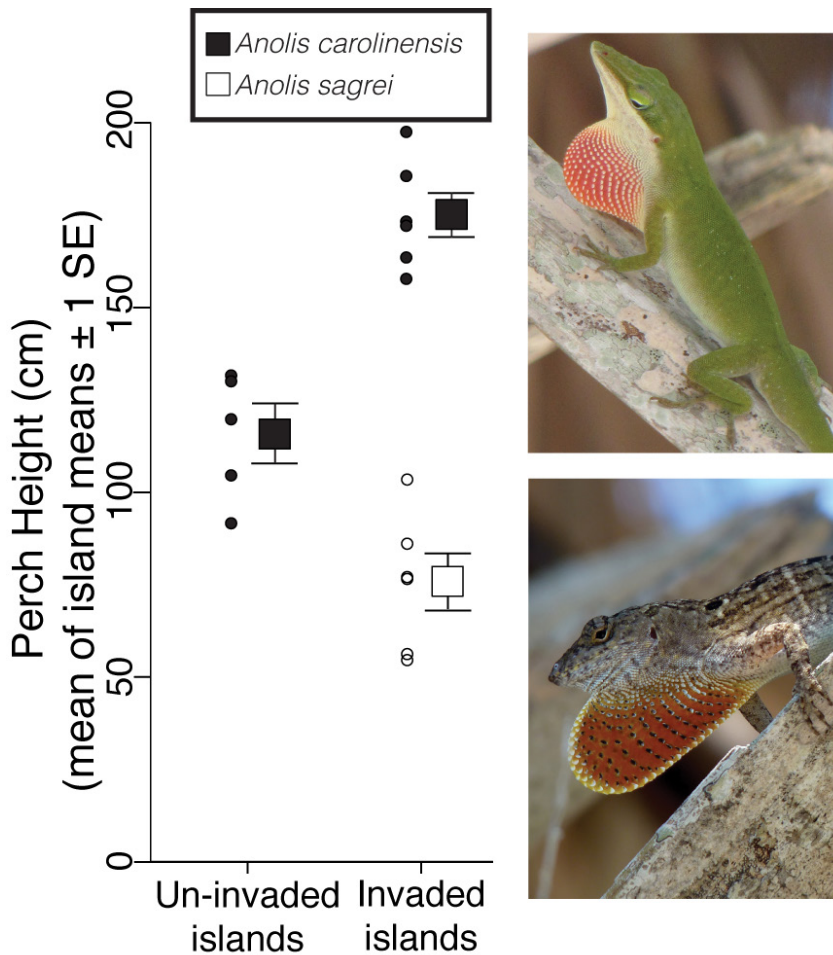 Anolis carolinensis
Anolis sagrei
Perch Height (cm)
(mean of island means ± 1 SE)
200
150
100
50
0
Un-invaded
islands
Invaded
islands